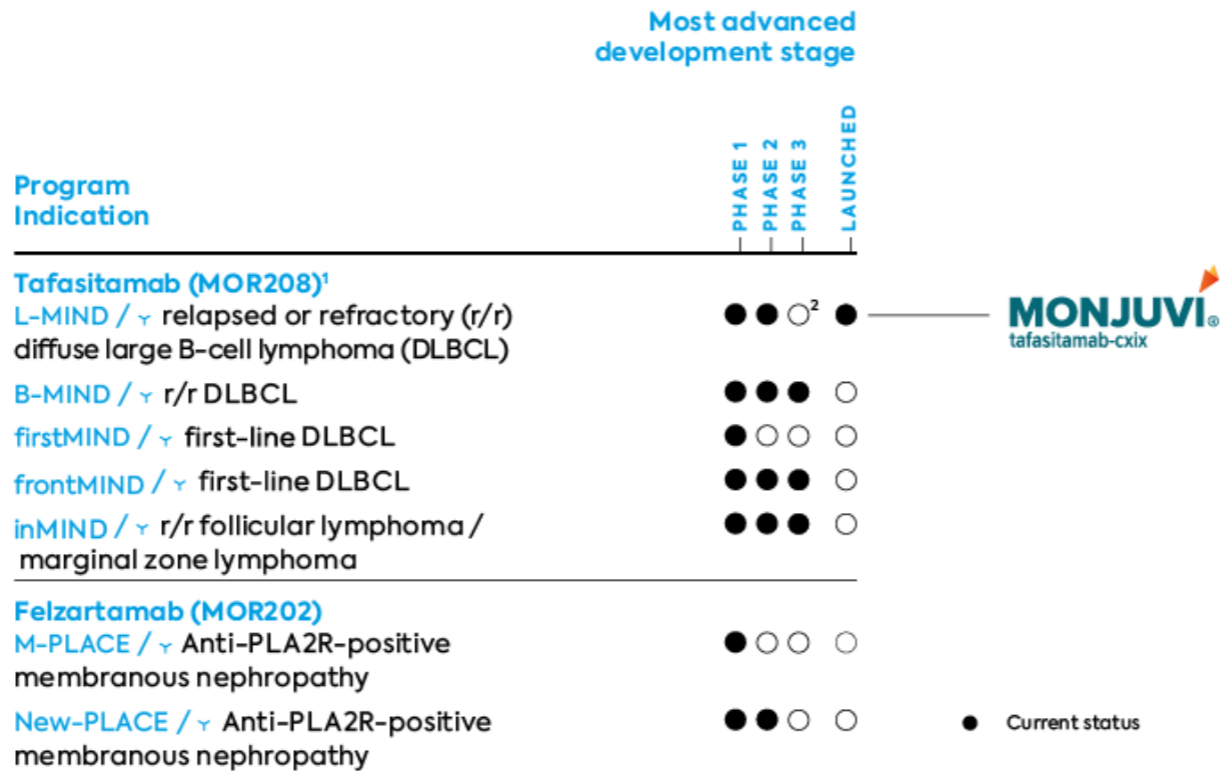 Most advanced
development stage
PHASE 1
PHASE 2
PHASE 3
LAUNCHED
Program
Indication
Tafasitamab (MOR208)¹
L-MIND / relapsed or refractory (r/r)
diffuse large B-cell lymphoma (DLBCL)
2
MONJUVI®
tafasitamab-cxix
B-MIND / r/r DLBCL
firstMIND / first-line DLBCL
frontMIND / first-line DLBCL
inMIND / r/r follicular lymphoma /
marginal zone lymphoma
Felzartamab (MOR202)
M-PLACE / Anti-PLA2R-positive
membranous nephropathy
New-PLACE / Anti-PLA2R-positive
membranous nephropathy
Current status